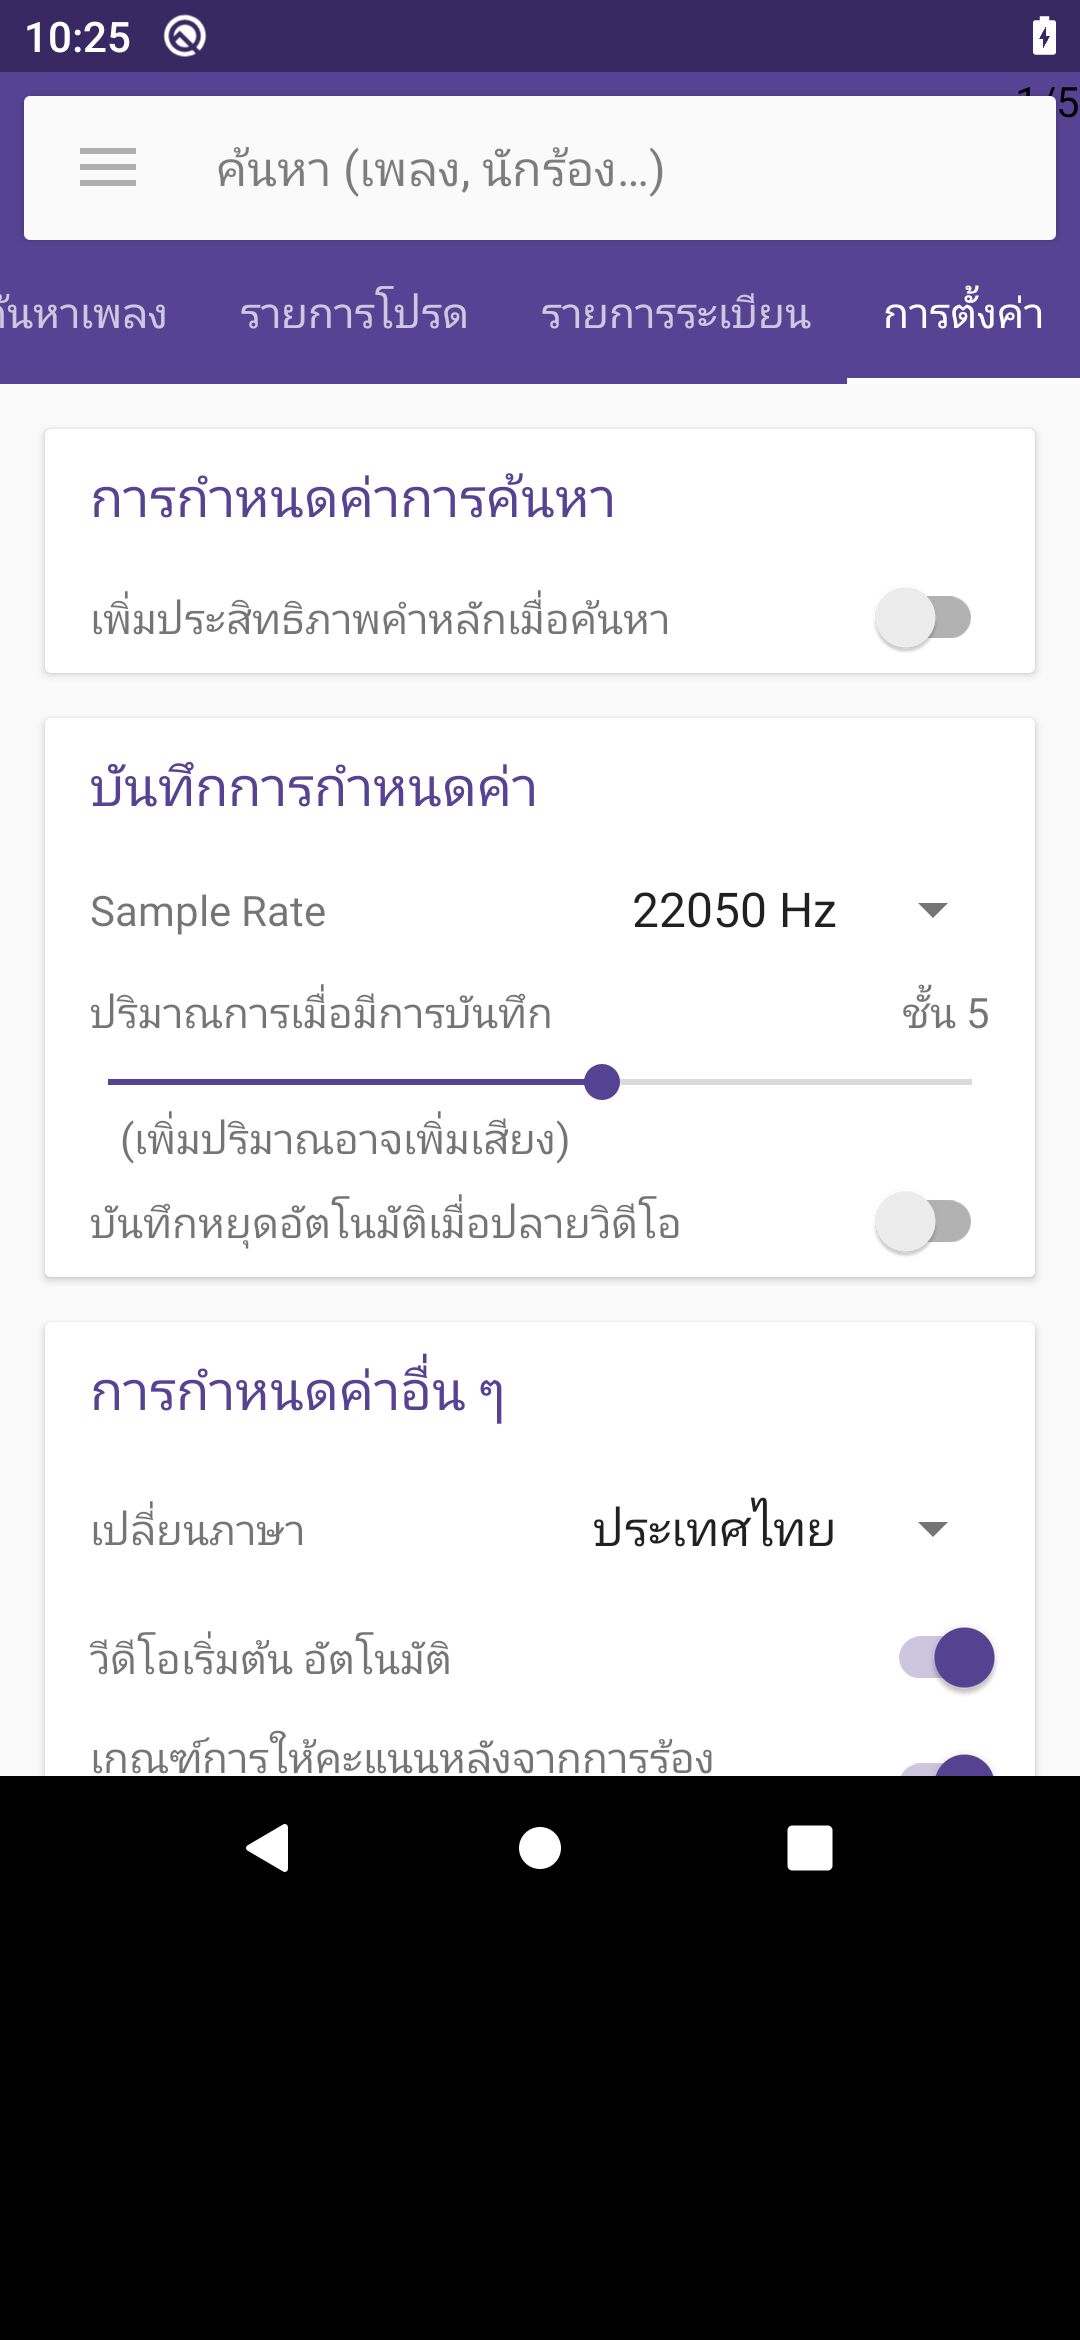 10:25
1/5
ค้นหา (เพลง, นักร้อง...)
ค้นหาเพลง รายการโปรด รายการระเบียน การตั้งค่า
การกำหนดค่าการค้นหา
เพิ่มประสิทธิภาพคำหลักเมื่อค้นหา
บันทึกการกำหนดค่า
Sample Rate 22050 Hz
ปริมาณการเมื่อมีการบันทึก ชั้น 5
(เพิ่มปริมาณอาจเพิ่มเสียง)
บันทึกหยุดอัตโนมัติเมื่อปลายวิดีโอ
การกำหนดค่าอื่น ๆ
เปลี่ยนภาษา ประเทศไทย
วีดีโอเริ่มต้น อัตโนมัติ
เกณฑ์การให้คะแนนหลังจากการร้อง